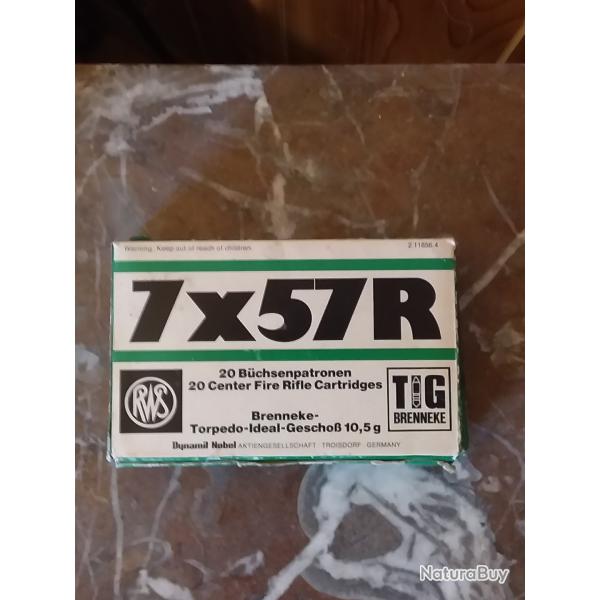 Warning: Keep out of reach of children. 2 11856.4
7x57R
20 Büchsenpatronen
20 Center Fire Rifle Cartridges
RWS
TIG
BRENNEKE
Brenneke-
Torpedo-Ideal-Geschoß 10,5 g
Dynamit Nobel AKTIENGESELLSCHAFT TROISDORF GERMANY
NaturaBuy